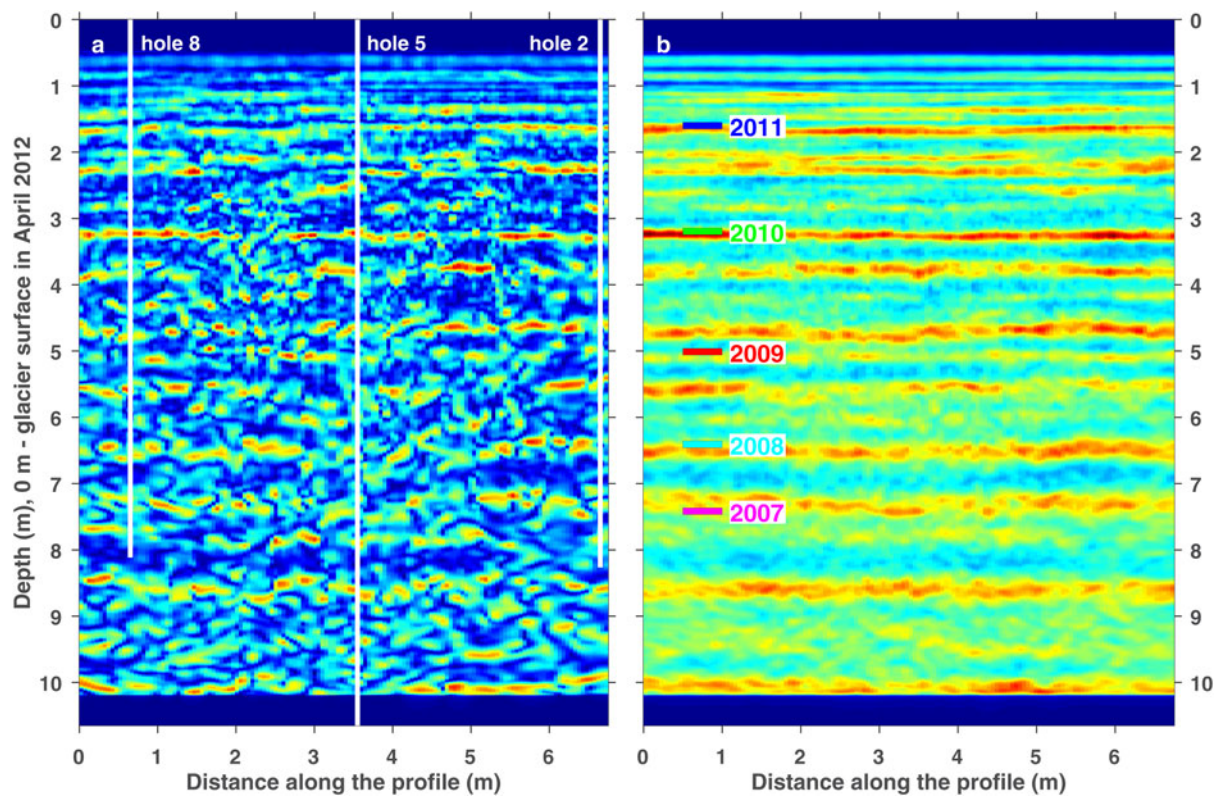 a
hole 8
hole 5
hole 2
b
0
1
2
3
4
5
6
7
8
9
10
0
1
2
3
4
5
6
7
8
9
10
2011
2010
2009
2008
2007
0 1 2 3 4 5 6
0 1 2 3 4 5 6
Depth (m), 0 m - glacier surface in April 2012
Distance along the profile (m)
Distance along the profile (m)